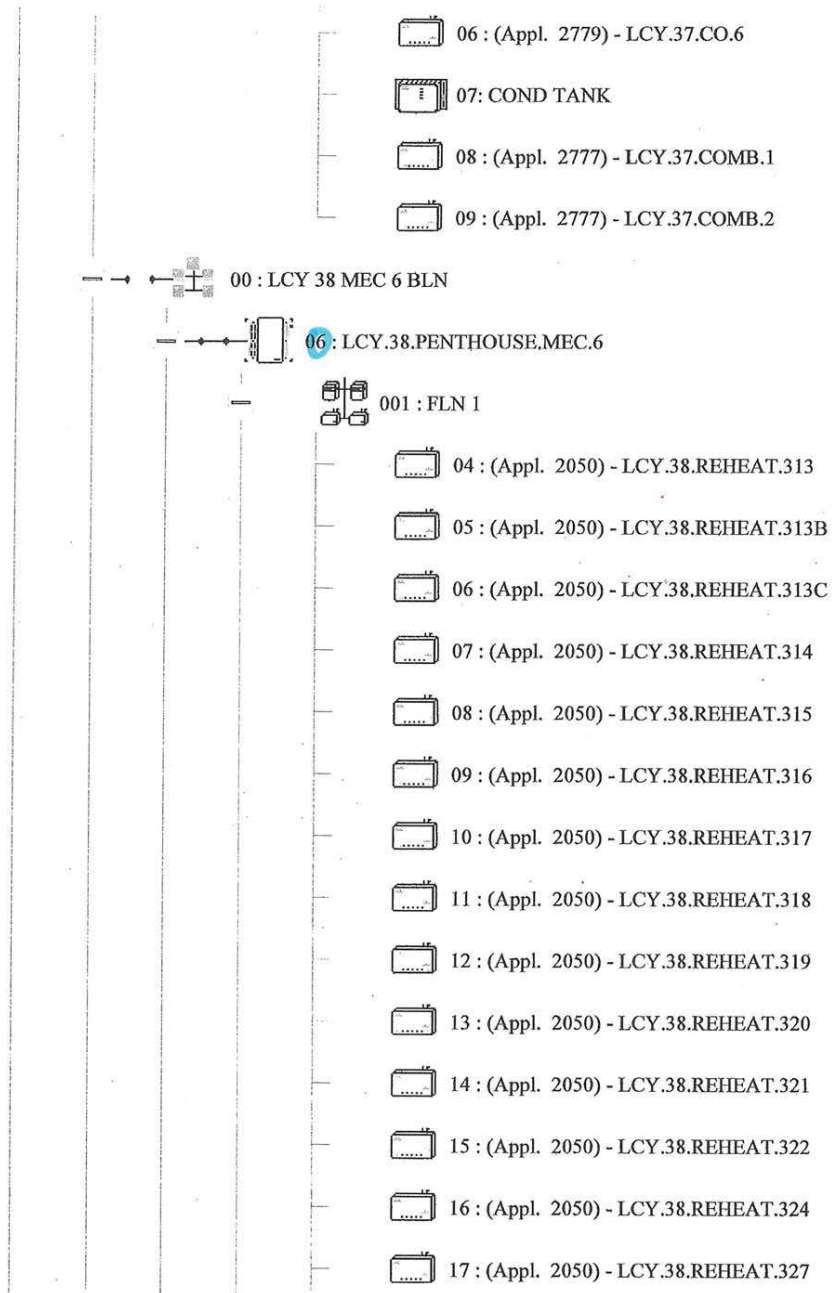 06 : (Appl. 2779) - LCY.37.CO.6
07: COND TANK
08 : (Appl. 2777) - LCY.37.COMB.1
09 : (Appl. 2777) - LCY.37.COMB.2
00 : LCY 38 MEC 6 BLN
06 : LCY.38.PENTHOUSE.MEC.6
001 : FLN 1
04 : (Appl. 2050) - LCY.38.REHEAT.313
05 : (Appl. 2050) - LCY.38.REHEAT.313B
06 : (Appl. 2050) - LCY.38.REHEAT.313C
07 : (Appl. 2050) - LCY.38.REHEAT.314
08 : (Appl. 2050) - LCY.38.REHEAT.315
09 : (Appl. 2050) - LCY.38.REHEAT.316
10 : (Appl. 2050) - LCY.38.REHEAT.317
11 : (Appl. 2050) - LCY.38.REHEAT.318
12 : (Appl. 2050) - LCY.38.REHEAT.319
13 : (Appl. 2050) - LCY.38.REHEAT.320
14 : (Appl. 2050) - LCY.38.REHEAT.321
15 : (Appl. 2050) - LCY.38.REHEAT.322
16 : (Appl. 2050) - LCY.38.REHEAT.324
17 : (Appl. 2050) - LCY.38.REHEAT.327